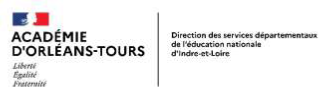 ACADÉMIE
D'ORLÉANS-TOURS
Liberté
Égalité
Fraternité
Direction des services départementaux
de l'éducation nationale
d'Indre-et-Loire